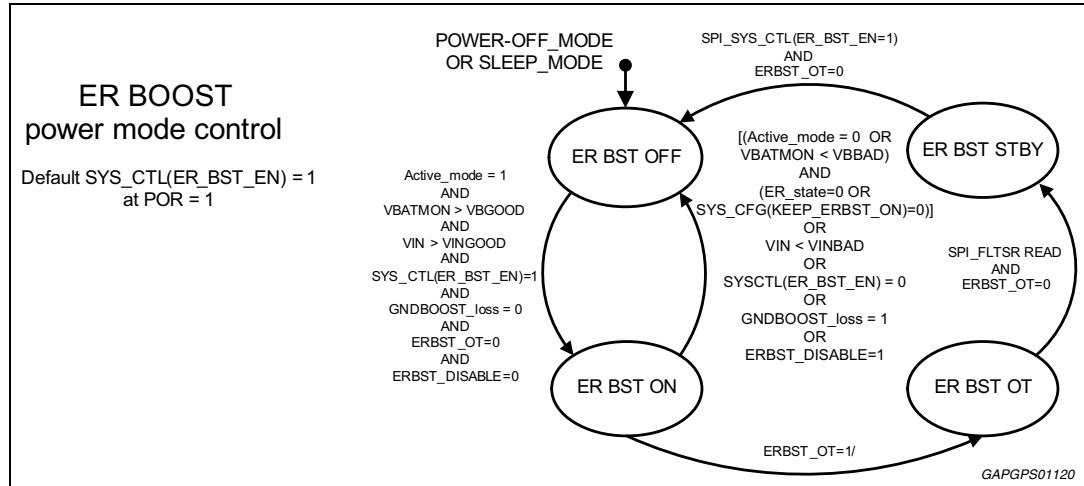 ER BOOST
power mode control
Default SYS_CTL(ER_BST_EN) = 1
at POR = 1
POWER-OFF_MODE
OR SLEEP_MODE
SPI_SYS_CTL(ER_BST_EN=1)
AND
ERBST_OT=0
ER BST OFF
ER BST STBY
Active_mode = 1
AND
VBATMON > VBGOOD
AND
VIN > VINGOOD
AND
SYS_CTL(ER_BST_EN)=1
AND
GNDBOOST_loss = 0
AND
ERBST_OT=0
AND
ERBST_DISABLE=0
[(Active_mode = 0 OR
VBATMON < VBBAD)
AND
(ER_state=0 OR
SYS_CFG(KEEP_ERBST_ON)=0)]
OR
VIN < VINBAD
OR
SYSCTL(ER_BST_EN) = 0
OR
GNDBOOST_loss = 1
OR
ERBST_DISABLE=1
SPI_FLTSR READ
AND
ERBST_OT=0
ER BST ON
ER BST OT
ERBST_OT=1/
GAPGPS01120